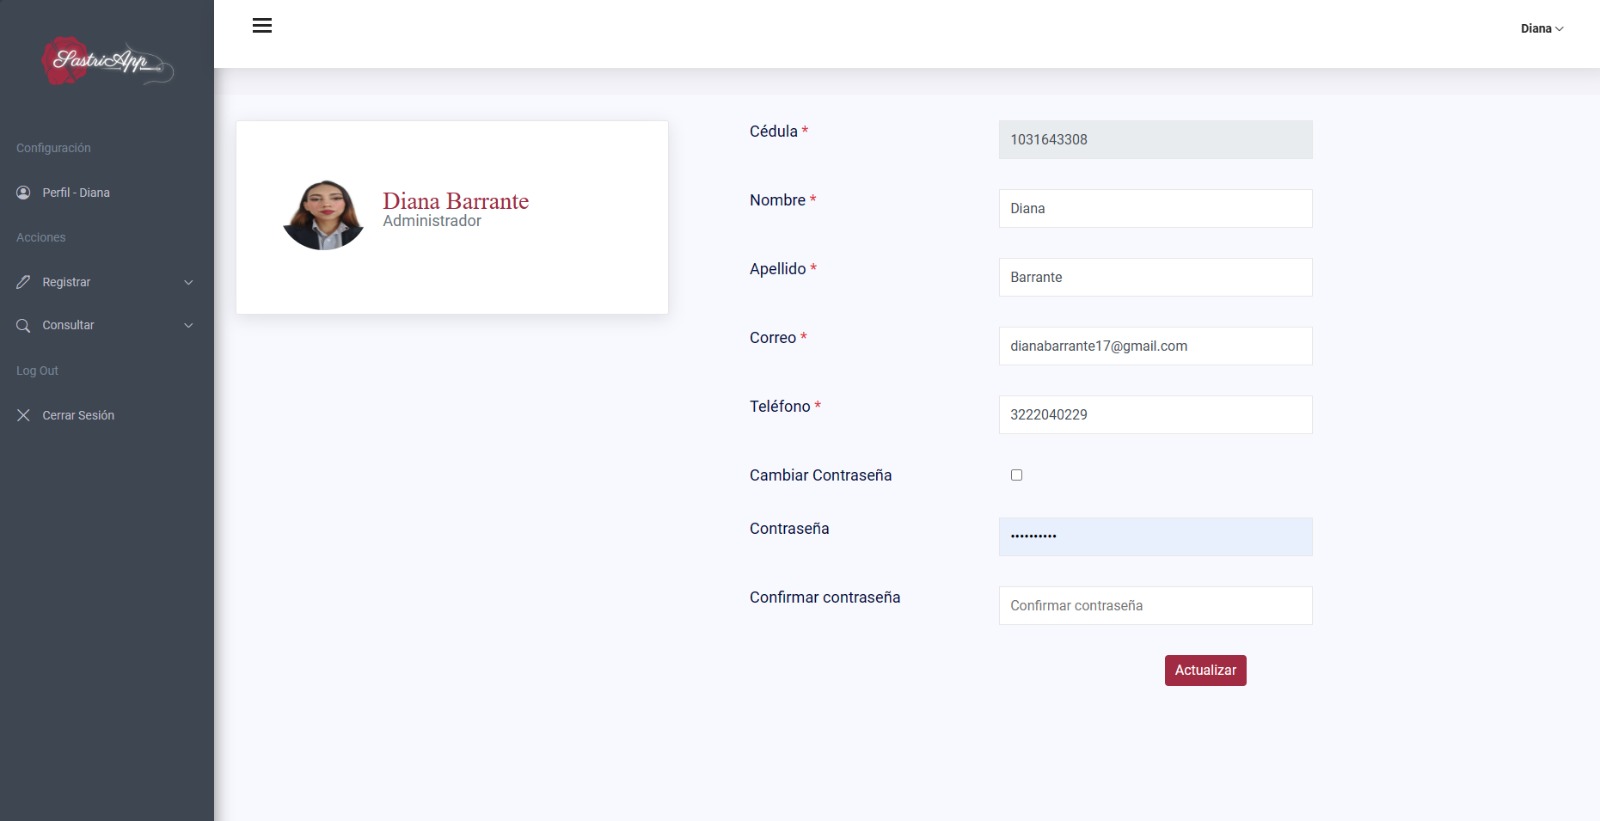 SastriApp
Diana
Configuración
Perfil - Diana
Acciones
Registrar
Consultar
Log Out
Cerrar Sesión
Diana Barrante
Administrador
Cédula * 1031643308
Nombre * Diana
Apellido * Barrante
Correo * dianabarrante17@gmail.com
Teléfono * 3222040229
Cambiar Contraseña
Contraseña ••••••••••
Confirmar contraseña Confirmar contraseña
Actualizar